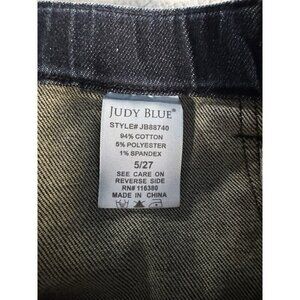 JUDY BLUE®
STYLE# JB88740
94% COTTON
5% POLYESTER
1% SPANDEX
5/27
SEE CARE ON
REVERSE SIDE
RN# 116380
MADE IN CHINA